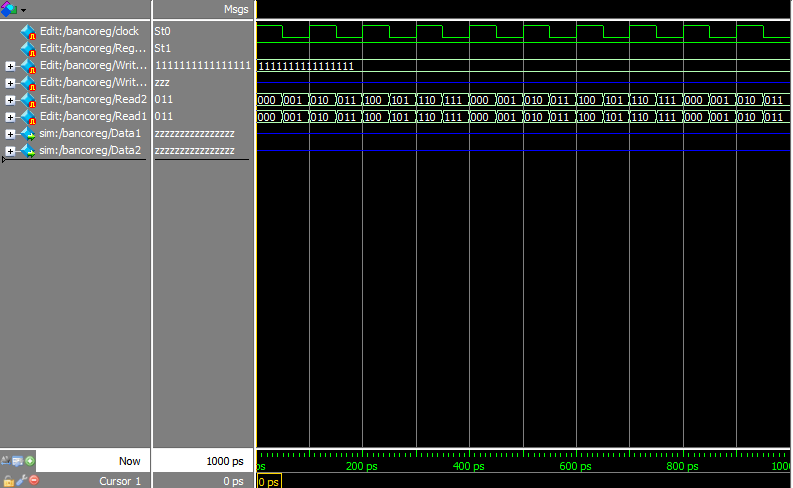 Msgs
Edit:/bancoreg/clock St0
Edit:/bancoreg/Reg... St1
Edit:/bancoreg/Writ... 1111111111111111 1111111111111111
Edit:/bancoreg/Writ... zzz
Edit:/bancoreg/Read2 011 000 001 010 011 100 101 110 111 000 001 010 011 100 101 110 111 000 001 010 011
Edit:/bancoreg/Read1 011 000 001 010 011 100 101 110 111 000 001 010 011 100 101 110 111 000 001 010 011
sim:/bancoreg/Data1 zzzzzzzzzzzzzzzz
sim:/bancoreg/Data2 zzzzzzzzzzzzzzzz
Now 1000 ps ps 200 ps 400 ps 600 ps 800 ps
Cursor 1 0 ps 0 ps